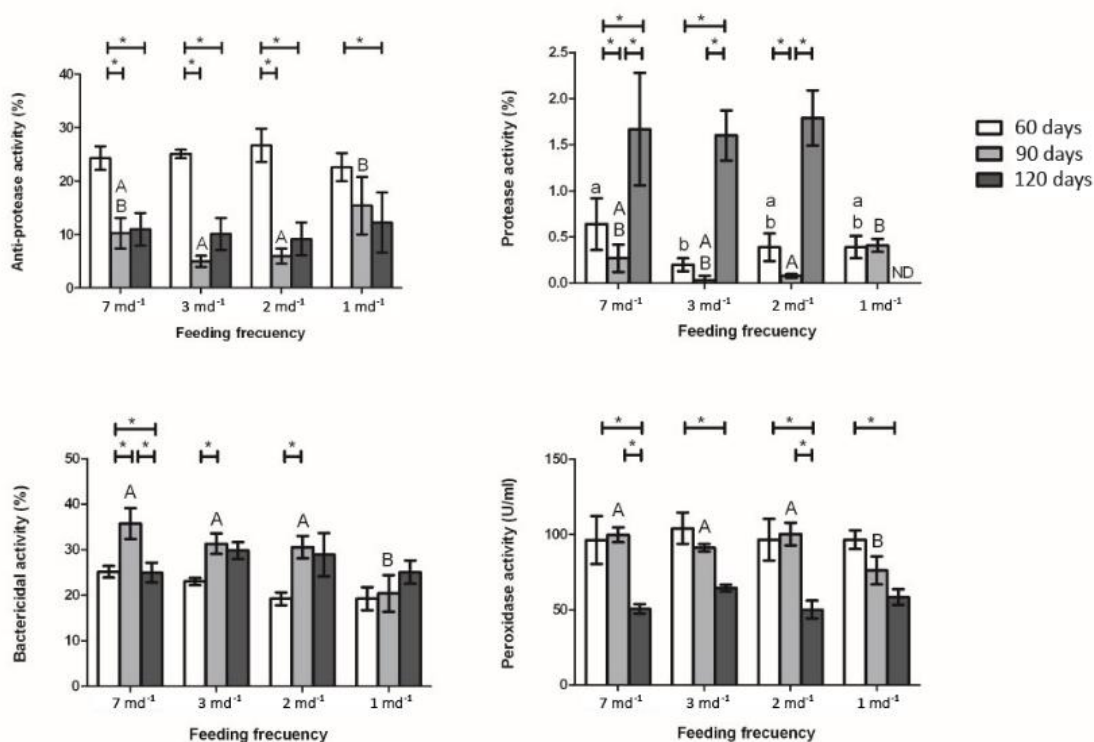 * * * *
* * *
Anti-protease activity (%)
40
30
20
10
0
A
B
A
A
B
7 md⁻¹ 3 md⁻¹ 2 md⁻¹ 1 md⁻¹
Feeding frecuency
* *
* * * * *
Protease activity (%)
2.5
2.0
1.5
1.0
0.5
0.0
a
A
B
b
A
B
a
b
A
a
b
B
ND
7 md⁻¹ 3 md⁻¹ 2 md⁻¹ 1 md⁻¹
Feeding frecuency
60 days
90 days
120 days
*
* * * *
Bactericidal activity (%)
50
40
30
20
10
0
A
A
A
B
7 md⁻¹ 3 md⁻¹ 2 md⁻¹ 1 md⁻¹
Feeding frecuency
* * * *
* *
Peroxidase activity (U/ml)
150
100
50
0
A
A
A
B
7 md⁻¹ 3 md⁻¹ 2 md⁻¹ 1 md⁻¹
Feeding frecuency